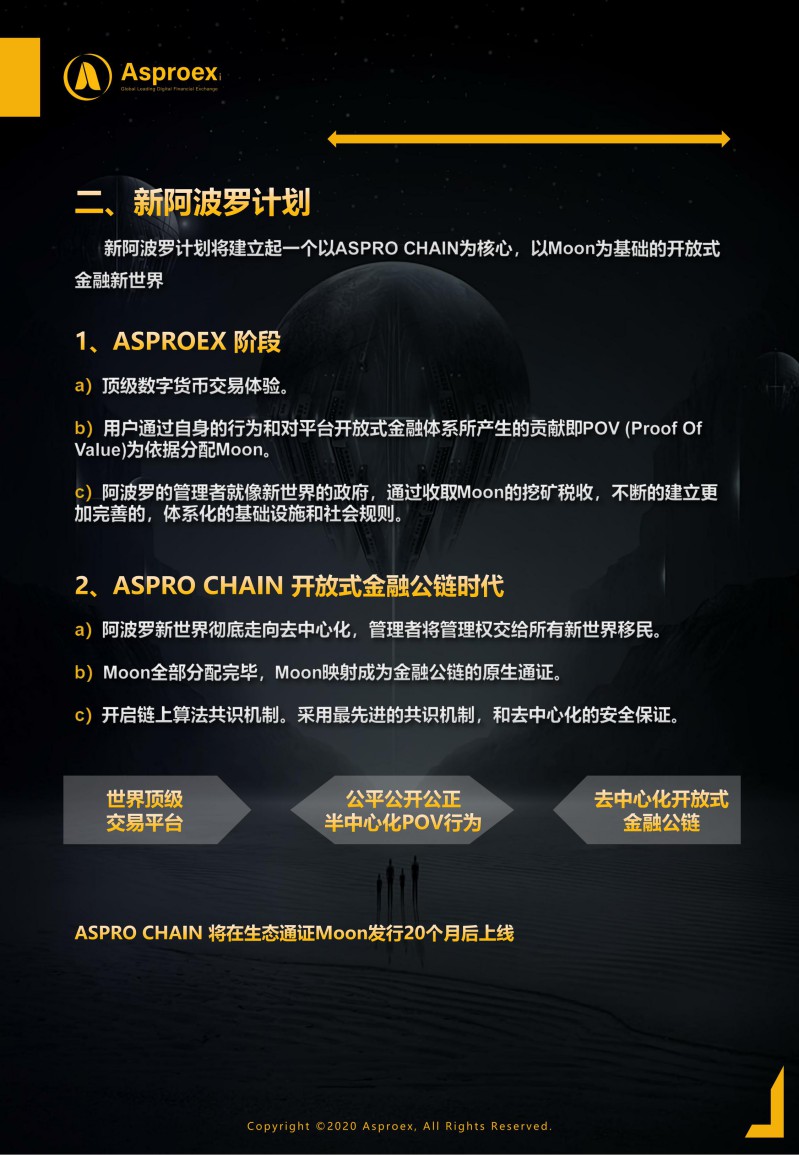 Asproex
Global Leading Digital Financial Exchange
二、新阿波罗计划
新阿波罗计划将建立起一个以ASPRO CHAIN为核心，以Moon为基础的开放式
金融新世界
1、ASPROEX 阶段
a）顶级数字货币交易体验。
b）用户通过自身的行为和对平台开放式金融体系所产生的贡献即POV (Proof Of
Value)为依据分配Moon。
c）阿波罗的管理者就像新世界的政府，通过收取Moon的挖矿税收，不断的建立更
加完善的，体系化的基础设施和社会规则。
2、ASPRO CHAIN 开放式金融公链时代
a）阿波罗新世界彻底走向去中心化，管理者将管理权交给所有新世界移民。
b）Moon全部分配完毕，Moon映射成为金融公链的原生通证。
c）开启链上算法共识机制。采用最先进的共识机制，和去中心化的安全保证。
世界顶级
交易平台
公平公开公正
半中心化POV行为
去中心化开放式
金融公链
ASPRO CHAIN 将在生态通证Moon发行20个月后上线
Copyright ©2020 Asproex, All Rights Reserved.